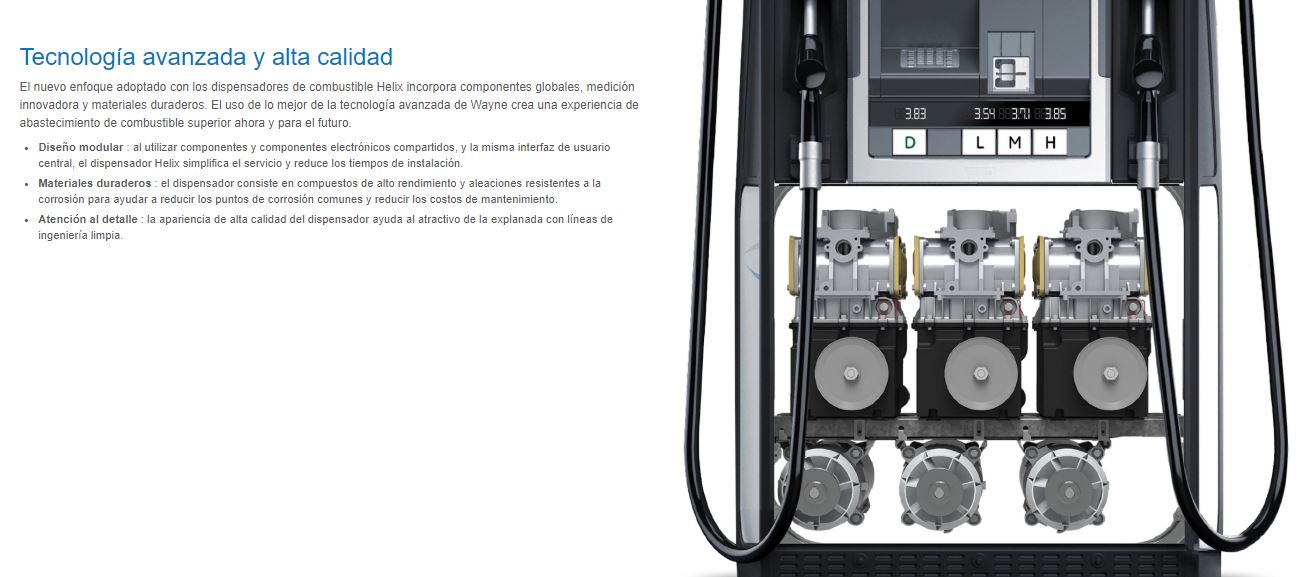 Tecnología avanzada y alta calidad
El nuevo enfoque adoptado con los dispensadores de combustible Helix incorpora componentes globales, medición
innovadora y materiales duraderos. El uso de lo mejor de la tecnología avanzada de Wayne crea una experiencia de
abastecimiento de combustible superior ahora y para el futuro.
Diseño modular : al utilizar componentes y componentes electrónicos compartidos, y la misma interfaz de usuario
central, el dispensador Helix simplifica el servicio y reduce los tiempos de instalación.
Materiales duraderos : el dispensador consiste en compuestos de alto rendimiento y aleaciones resistentes a la
corrosión para ayudar a reducir los puntos de corrosión comunes y reducir los costos de mantenimiento.
Atención al detalle : la apariencia de alta calidad del dispensador ayuda al atractivo de la explanada con líneas de
ingeniería limpia.
3.83 3.54 3.71 3.85
D L M H